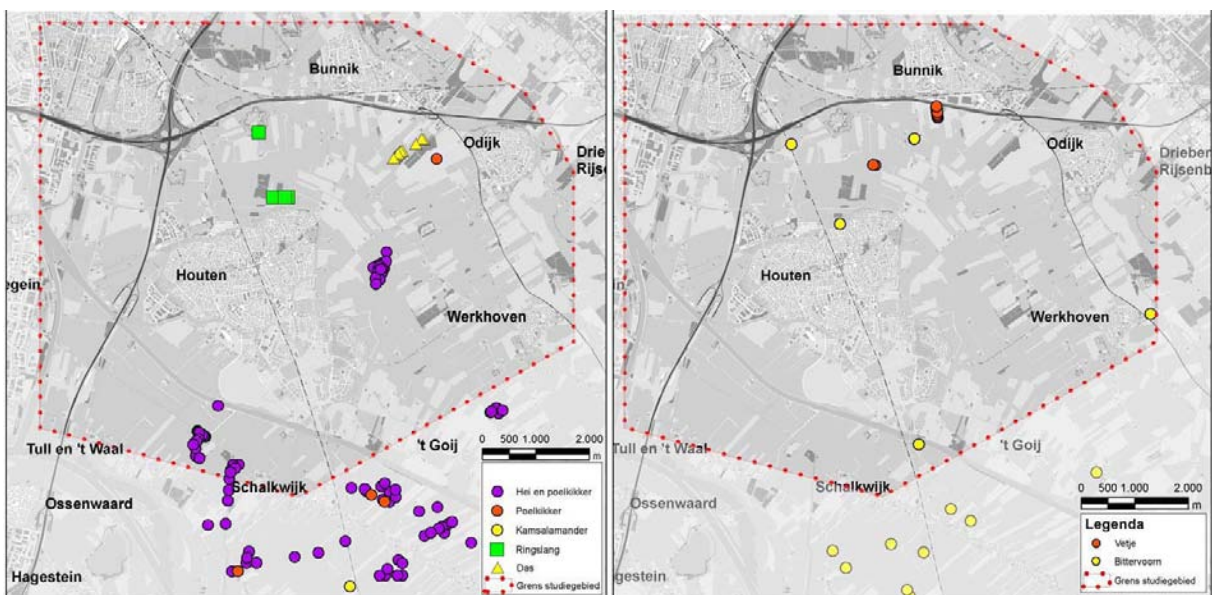 Bunnik
Odijk
Drieber
Rijse
Houten
egein
Werkhoven
Tull en 't Waal
't Goij
Schalkwijk
Ossenwaard
Hagestein
0 500 1.000 2.000
m
Hei en poelkikker
Poelkikker
Kamsalamander
Ringslang
Das
Grens studiegebied
Bunnik
Odijk
Drieber
Rijsenb
Houten
in
Werkhoven
Tull en 't Waal
't Goij
Schalkwijk
Ossenwaard
gestein
0 500 1.000 2.000
m
Legenda
Vetje
Bittervoorn
Grens studiegebied